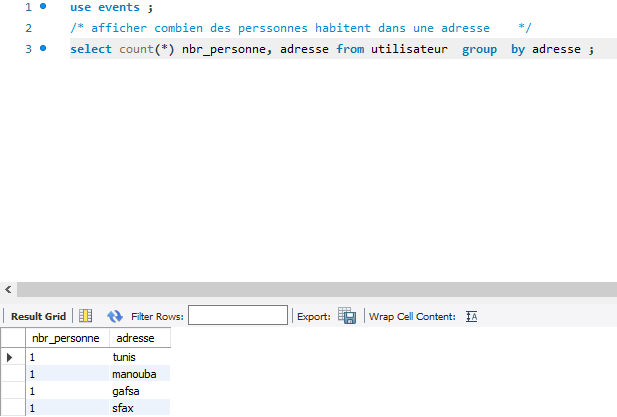 1 use events ;
2 /* afficher combien des perssonnes habitent dans une adresse */
3 select count(*) nbr_personne, adresse from utilisateur group by adresse ;
Result Grid Filter Rows: Export: Wrap Cell Content: IA
nbr_personne adresse
1 tunis
1 manouba
1 gafsa
1 sfax